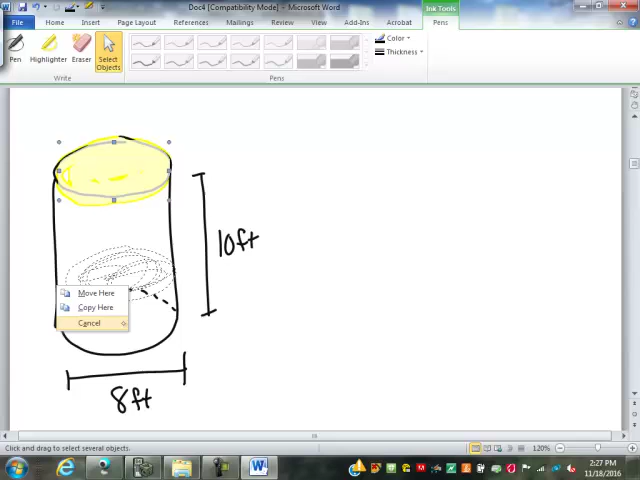 Doc4 [Compatibility Mode] - Microsoft Word
Ink Tools
File
Home
Insert
Page Layout
References
Mailings
Review
View
Add-Ins
Acrobat
Pens
Pen
Highlighter
Eraser
Select
Objects
Color
Thickness
Write
Pens
10ft
Move Here
Copy Here
Cancel
8ft
Click and drag to select several objects.
120%
2:27 PM
11/18/2016